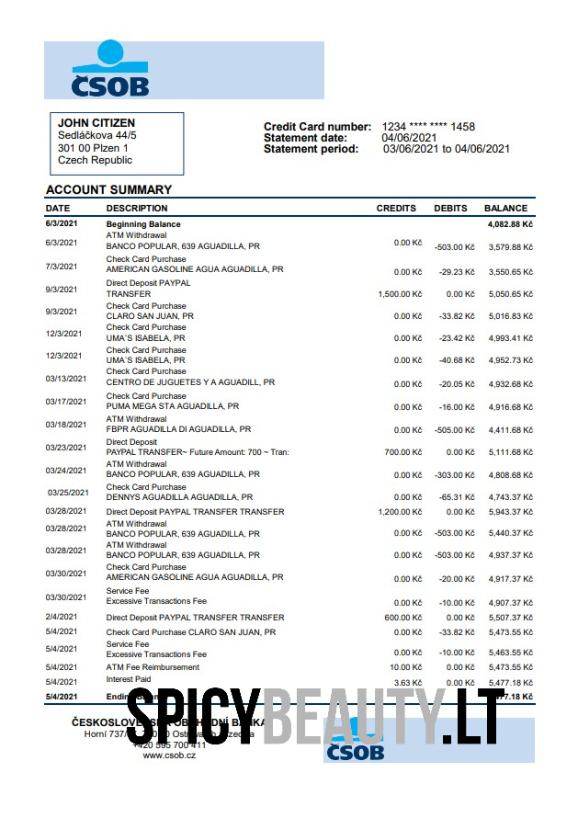 ČSOB
JOHN CITIZEN
Sedláčkova 44/5
301 00 Plzen 1
Czech Republic
Credit Card number: 1234 **** **** 1458
Statement date: 04/06/2021
Statement period: 03/06/2021 to 04/06/2021
ACCOUNT SUMMARY
DATE DESCRIPTION CREDITS DEBITS BALANCE
6/3/2021 Beginning Balance 4,082.88 Kč
ATM Withdrawal
6/3/2021 BANCO POPULAR, 639 AGUADILLA, PR 0.00 Kč -503.00 Kč 3,579.88 Kč
Check Card Purchase
7/3/2021 AMERICAN GASOLINE AGUA AGUADILLA, PR 0.00 Kč -29.23 Kč 3,550.65 Kč
Direct Deposit PAYPAL
9/3/2021 TRANSFER 1,500.00 Kč 0.00 Kč 5,050.65 Kč
Check Card Purchase
9/3/2021 CLARO SAN JUAN, PR 0.00 Kč -33.82 Kč 5,016.83 Kč
Check Card Purchase
12/3/2021 UMA'S ISABELA, PR 0.00 Kč -23.42 Kč 4,993.41 Kč
Check Card Purchase
12/3/2021 UMA'S ISABELA, PR 0.00 Kč -40.68 Kč 4,952.73 Kč
Check Card Purchase
03/13/2021 CENTRO DE JUGUETES Y A AGUADILL, PR 0.00 Kč -20.05 Kč 4,932.68 Kč
Check Card Purchase
03/17/2021 PUMA MEGA STA AGUADILLA, PR 0.00 Kč -16.00 Kč 4,916.68 Kč
ATM Withdrawal
03/18/2021 FBPR AGUADILLA DI AGUADILLA, PR 0.00 Kč -505.00 Kč 4,411.68 Kč
Direct Deposit
03/23/2021 PAYPAL TRANSFER~ Future Amount: 700 ~ Tran: 700.00 Kč 0.00 Kč 5,111.68 Kč
ATM Withdrawal
03/24/2021 BANCO POPULAR, 639 AGUADILLA, PR 0.00 Kč -303.00 Kč 4,808.68 Kč
Check Card Purchase
03/25/2021 DENNYS AGUADILLA AGUADILLA, PR 0.00 Kč -65.31 Kč 4,743.37 Kč
03/28/2021 Direct Deposit PAYPAL TRANSFER TRANSFER 1,200.00 Kč 0.00 Kč 5,943.37 Kč
ATM Withdrawal
03/28/2021 BANCO POPULAR, 639 AGUADILLA, PR 0.00 Kč -503.00 Kč 5,440.37 Kč
ATM Withdrawal
03/28/2021 BANCO POPULAR, 639 AGUADILLA, PR 0.00 Kč -503.00 Kč 4,937.37 Kč
Check Card Purchase
03/30/2021 AMERICAN GASOLINE AGUA AGUADILLA, PR 0.00 Kč -20.00 Kč 4,917.37 Kč
Service Fee
03/30/2021 Excessive Transactions Fee 0.00 Kč -10.00 Kč 4,907.37 Kč
2/4/2021 Direct Deposit PAYPAL TRANSFER TRANSFER 600.00 Kč 0.00 Kč 5,507.37 Kč
5/4/2021 Check Card Purchase CLARO SAN JUAN, PR 0.00 Kč -33.82 Kč 5,473.55 Kč
Service Fee
5/4/2021 Excessive Transactions Fee 0.00 Kč -10.00 Kč 5,463.55 Kč
5/4/2021 ATM Fee Reimbursement 10.00 Kč 0.00 Kč 5,473.55 Kč
5/4/2021 Interest Paid 3.63 Kč 0.00 Kč 5,477.18 Kč
5/4/2021
SPICYBEAUTY.LT
Horní
www.csob.cz
ČSOB